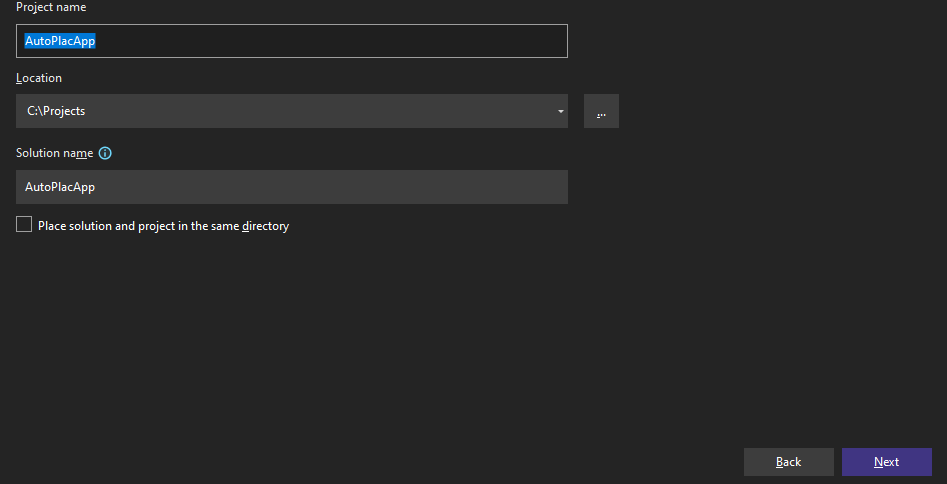 Project name
AutoPlacApp
Location
C:\Projects
...
Solution name
AutoPlacApp
Place solution and project in the same directory
Back
Next